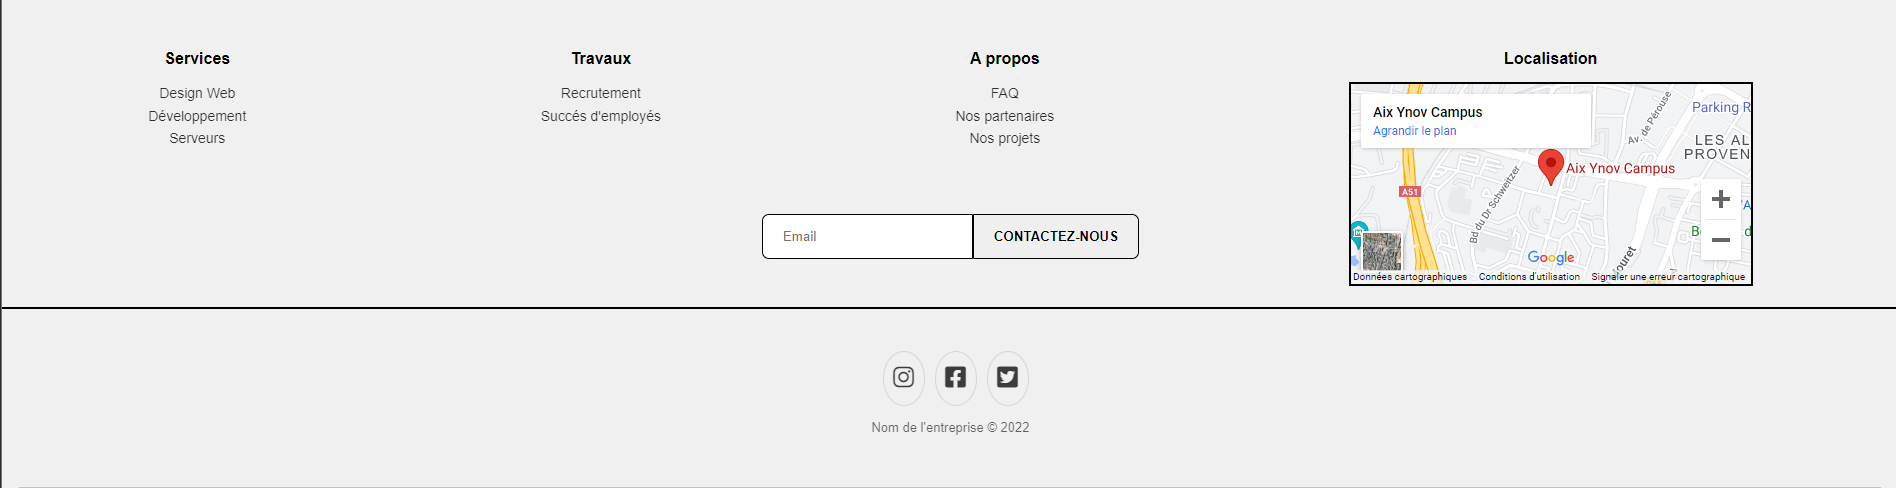 Services
Design Web
Développement
Serveurs
Travaux
Recrutement
Succés d'employés
A propos
FAQ
Nos partenaires
Nos projets
Email
CONTACTEZ-NOUS
Localisation
Aix Ynov Campus
Agrandir le plan
Av. de Pérouse
Parking R
LES AL
PROVEN
Aix Ynov Campus
A51
Bd du Dr Schweitzer
Google
Données cartographiques
Conditions d'utilisation
Signaler une erreur cartographique
Nom de l'entreprise © 2022